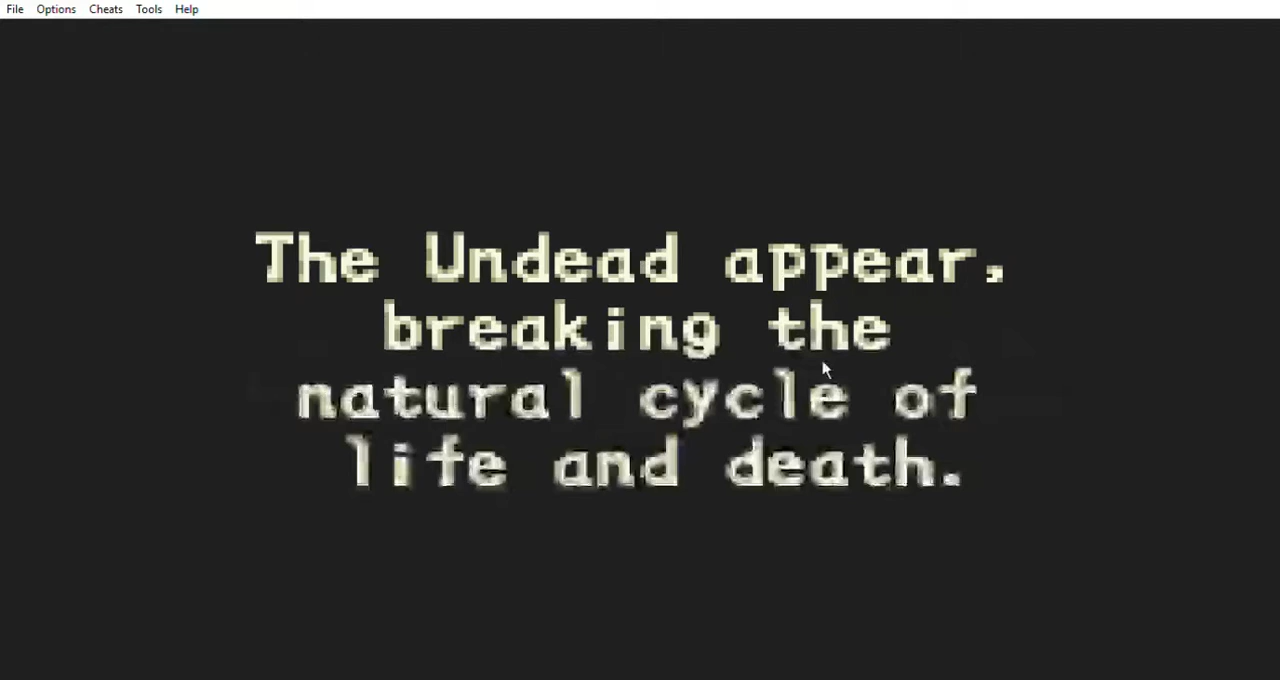 File Options Cheats Tools Help
The Undead appear,
breaking the
natural cycle of
life and death.